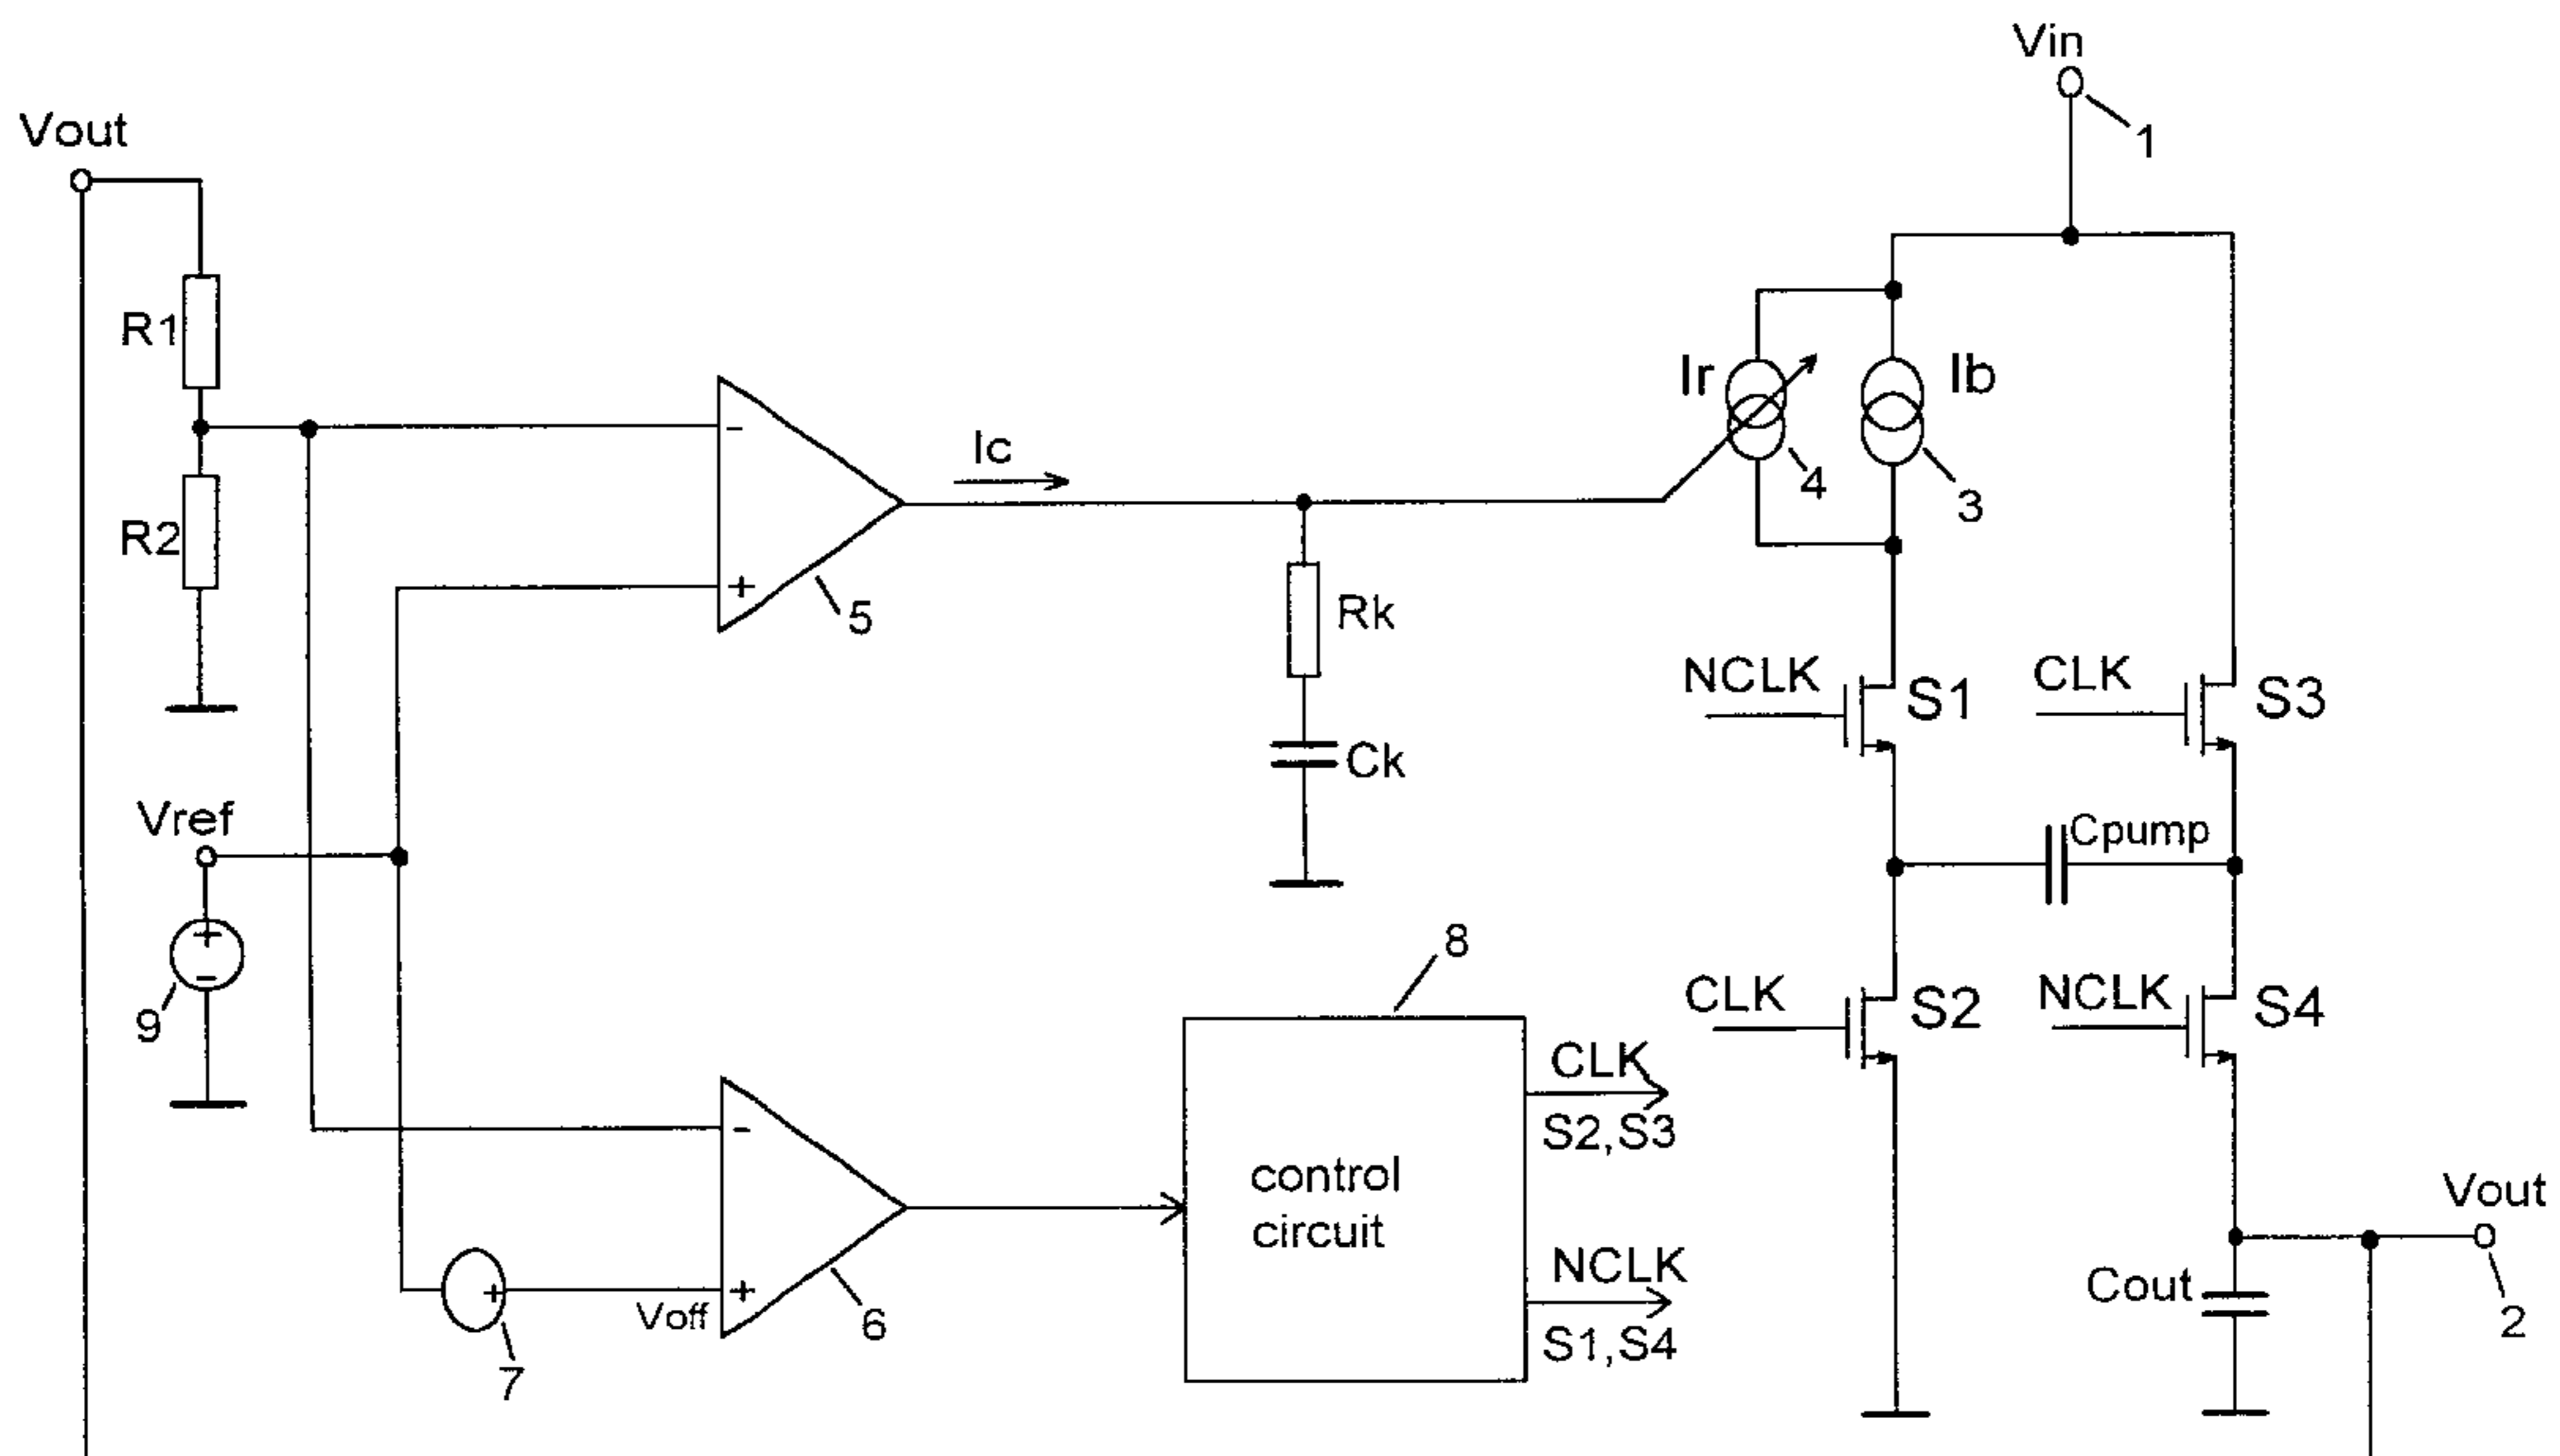 Vin
1
Vout
R1
Ir
Ib
-
Ic
4
3
R2
+
5
Rk
NCLK
S1
CLK
S3
Ck
Vref
Cpump
+
-
9
8
CLK
S2
NCLK
S4
CLK
S2,S3
-
control
circuit
Vout
NCLK
S1,S4
+
+
Voff
6
7
Cout
2